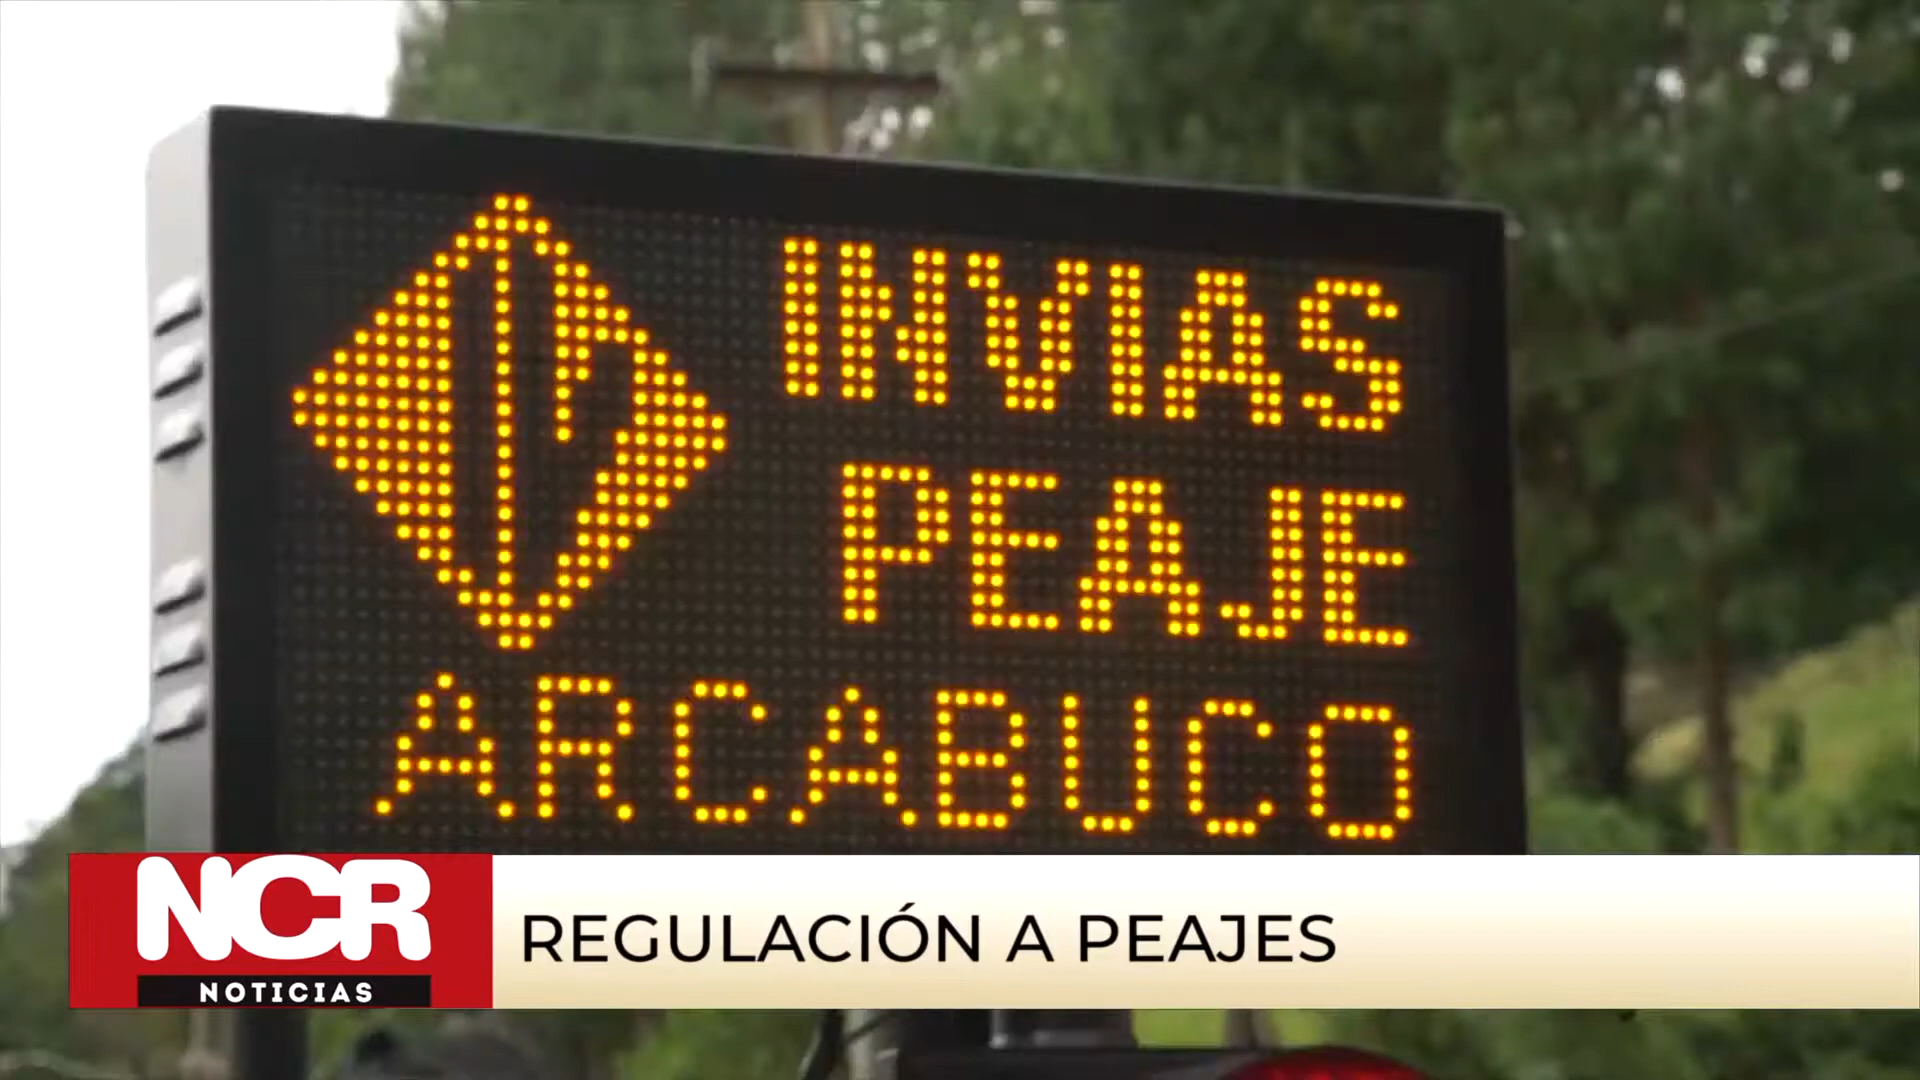 INVIAS
PEAJE
ARCABUCO
NCR
NOTICIAS
REGULACIÓN A PEAJES